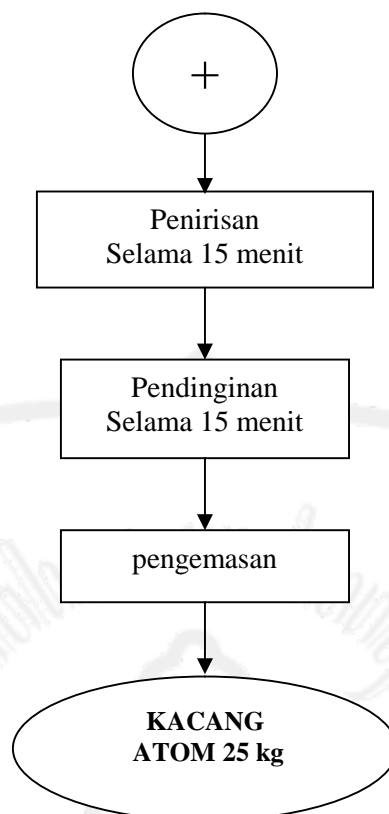 +
Penirisan
Selama 15 menit
Pendinginan
Selama 15 menit
pengemasan
KACANG
ATOM 25 kg